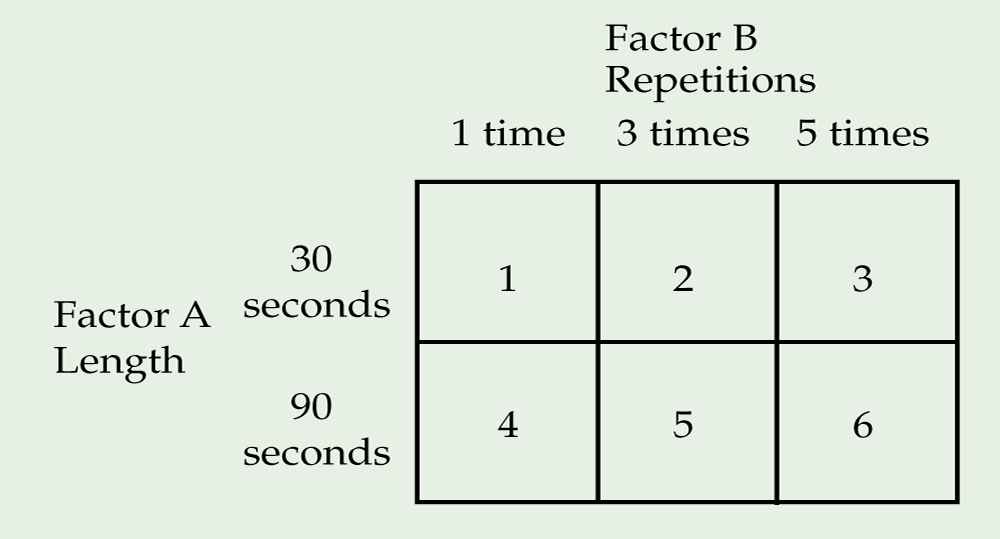 Factor B
Repetitions
1 time 3 times 5 times
30
seconds
1 2 3
Factor A
Length
90
seconds
4 5 6